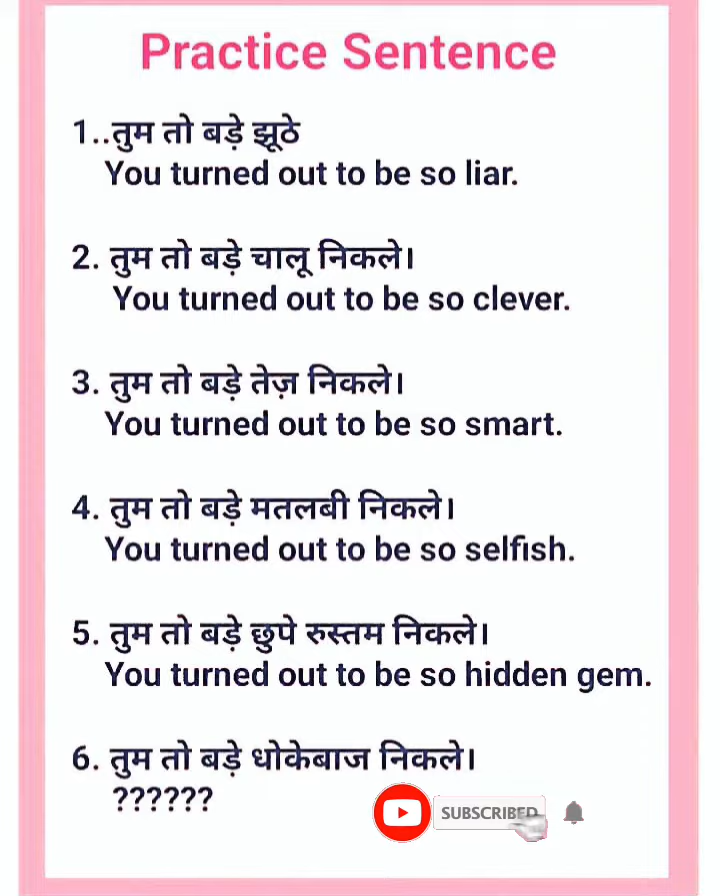 Practice Sentence
1..तुम तो बड़े झूठे
You turned out to be so liar.
2. तुम तो बड़े चालू निकले।
You turned out to be so clever.
3. तुम तो बड़े तेज़ निकले।
You turned out to be so smart.
4. तुम तो बड़े मतलबी निकले।
You turned out to be so selfish.
5. तुम तो बड़े छुपे रुस्तम निकले।
You turned out to be so hidden gem.
6. तुम तो बड़े धोकेबाज निकले।
??????
SUBSCRIBED